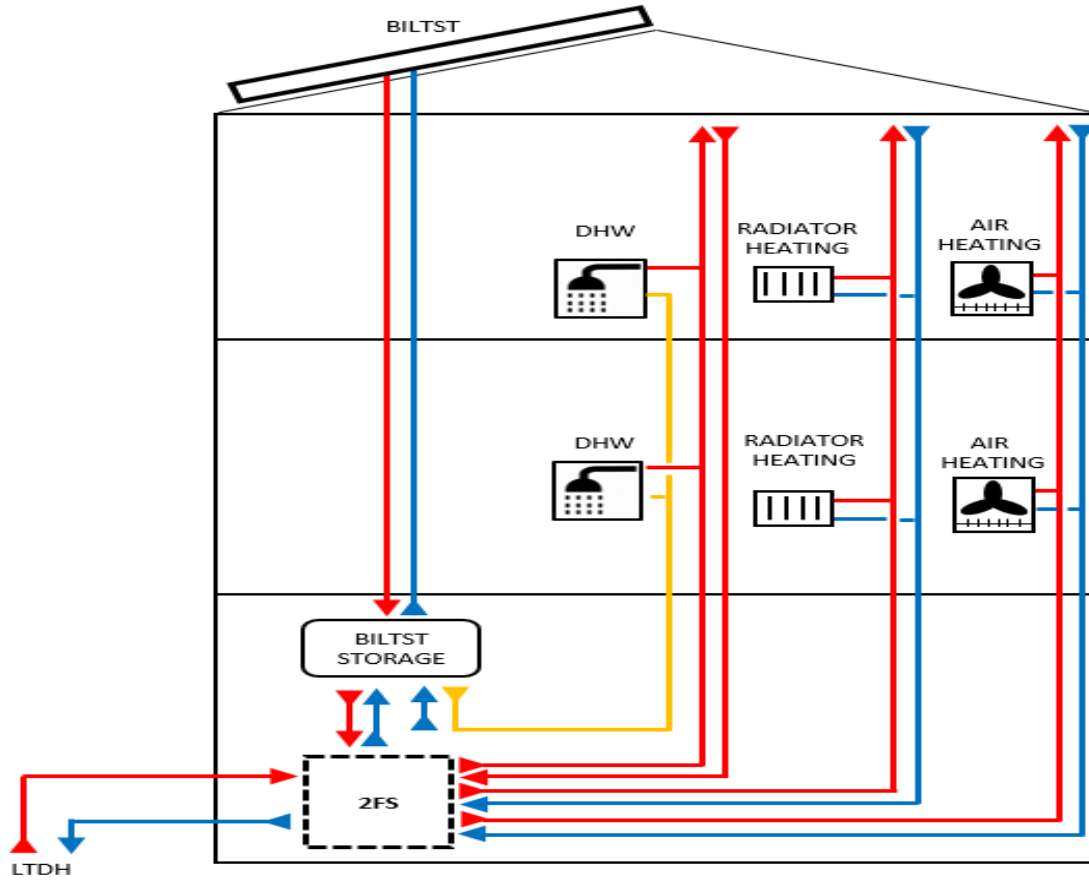 BILTST
DHW
RADIATOR
HEATING
AIR
HEATING
DHW
RADIATOR
HEATING
AIR
HEATING
BILTST
STORAGE
2FS
LTDH